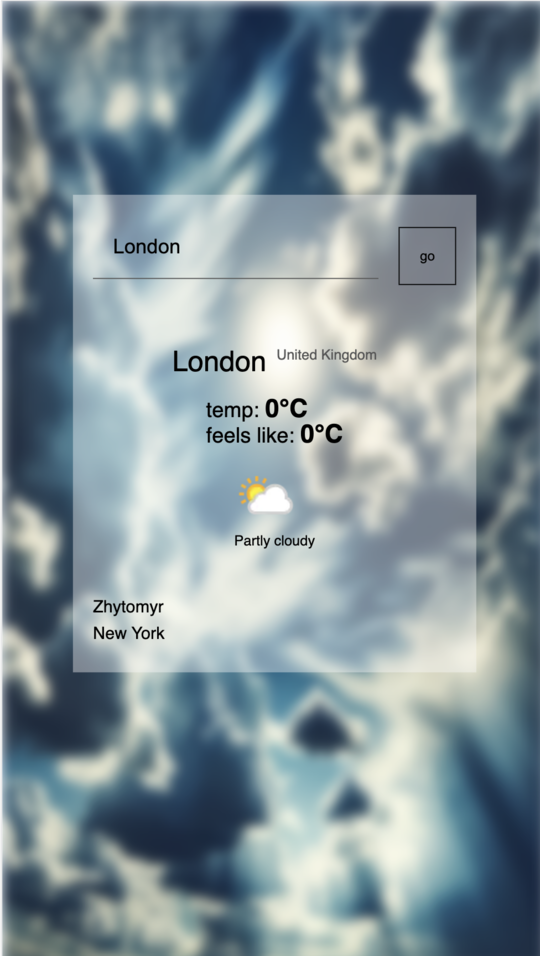 London
go
London United Kingdom
temp: 0°C
feels like: 0°C
Partly cloudy
Zhytomyr
New York